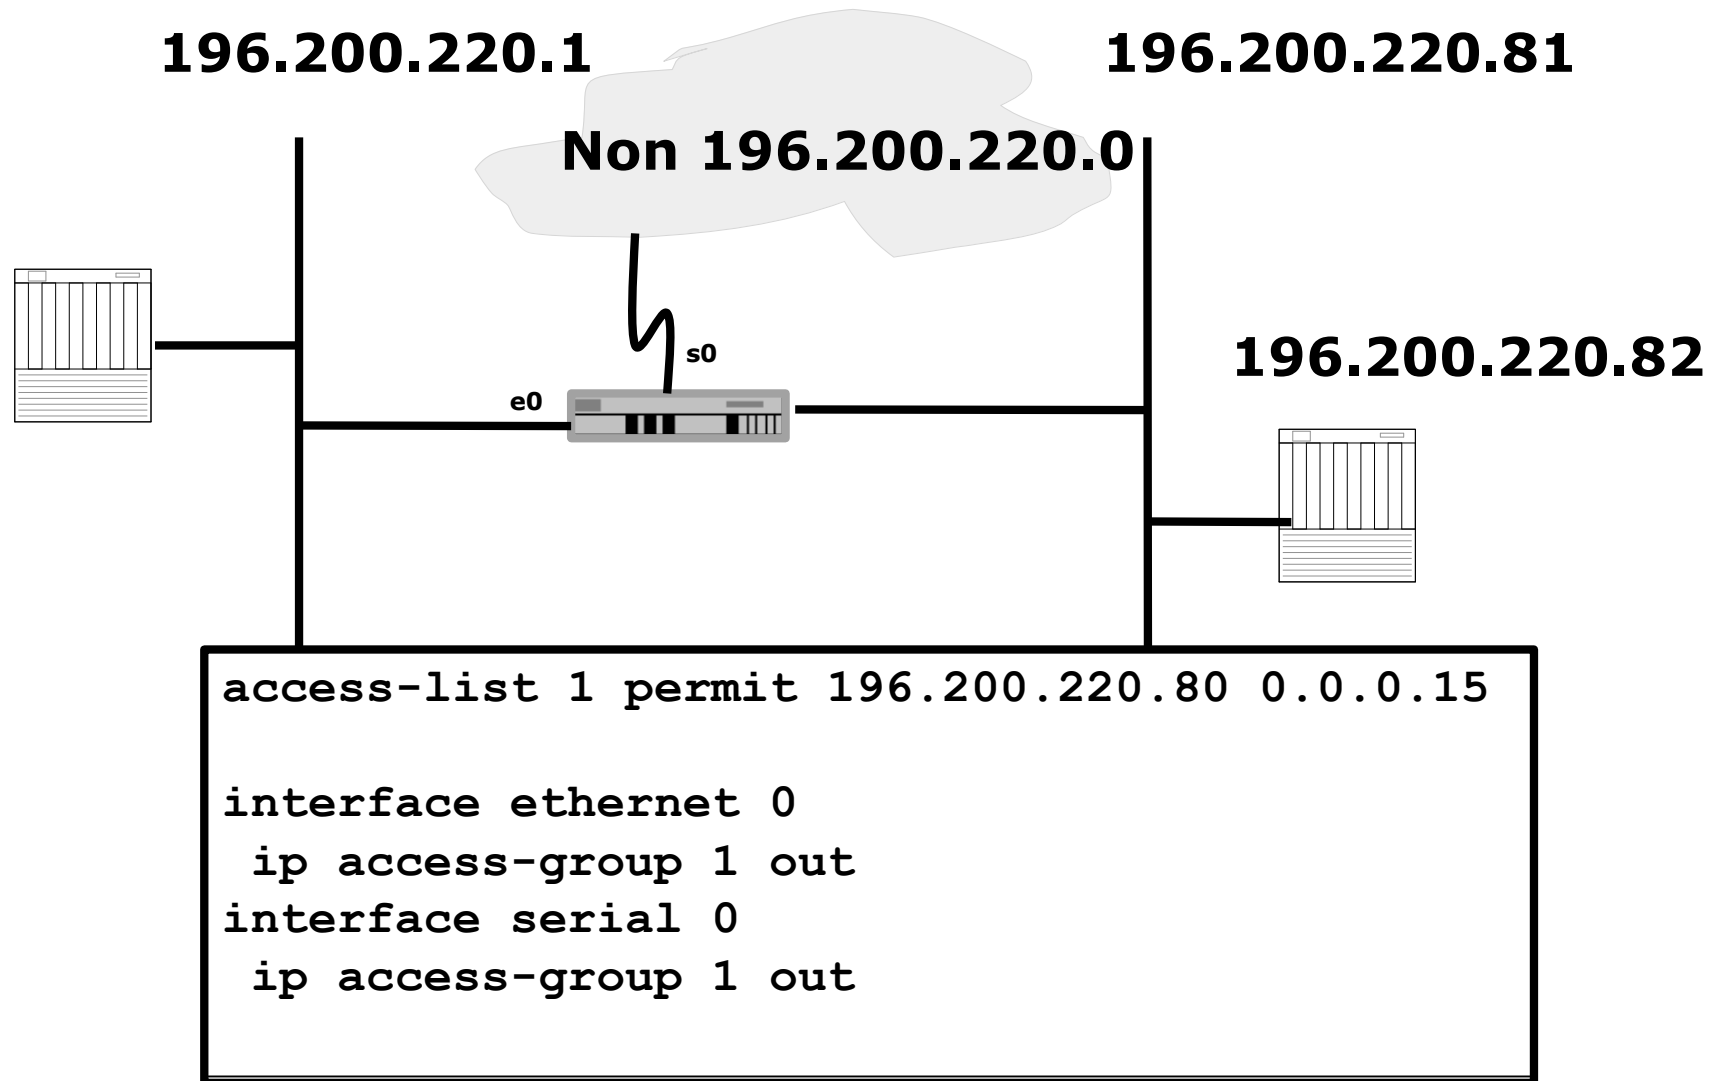 196.200.220.1
196.200.220.81
Non 196.200.220.0
s0
196.200.220.82
e0
access-list 1 permit 196.200.220.80 0.0.0.15
interface ethernet 0
ip access-group 1 out
interface serial 0
ip access-group 1 out